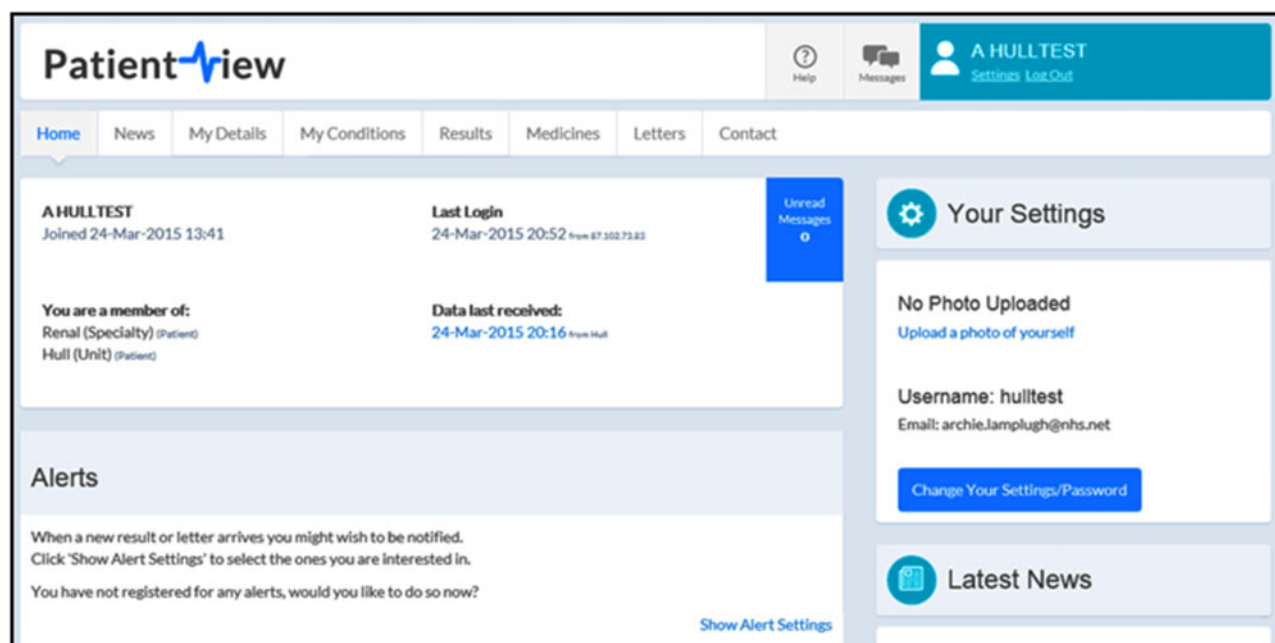 PatientView
Help
Messages
A HULLTEST
Settings Log Out
Home News My Details My Conditions Results Medicines Letters Contact
A HULLTEST
Joined 24-Mar-2015 13:41
Last Login
24-Mar-2015 20:52 from 87.102.73.83
Unread
Messages
0
You are a member of:
Renal (Specialty) (Patient)
Hull (Unit) (Patient)
Data last received:
24-Mar-2015 20:16 from Hull
Alerts
When a new result or letter arrives you might wish to be notified.
Click 'Show Alert Settings' to select the ones you are interested in.
You have not registered for any alerts, would you like to do so now?
Show Alert Settings
Your Settings
No Photo Uploaded
Upload a photo of yourself
Username: hulltest
Email: archie.lamplugh@nhs.net
Change Your Settings/Password
Latest News